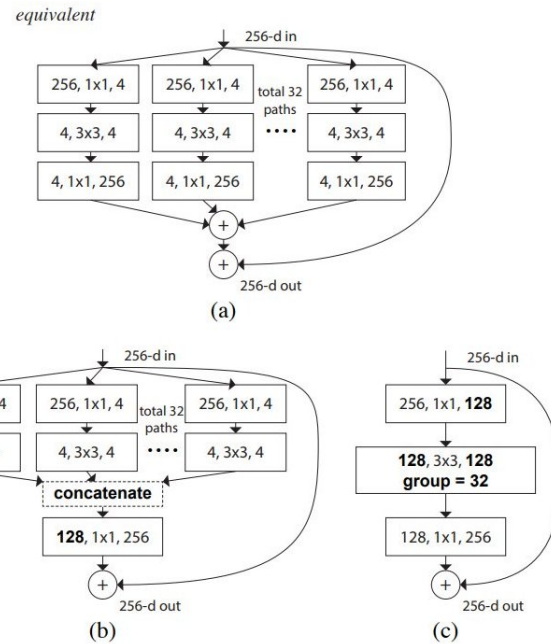 equivalent
256-d in
256, 1x1, 4
256, 1x1, 4
256, 1x1, 4
total 32
paths
4, 3x3, 4
4, 3x3, 4
4, 3x3, 4
4, 1x1, 256
4, 1x1, 256
4, 1x1, 256
+
+
256-d out
(a)
256-d in
4
256, 1x1, 4
total 32
paths
256, 1x1, 4
4, 3x3, 4
4, 3x3, 4
concatenate
128, 1x1, 256
+
256-d out
(b)
256-d in
256, 1x1, 128
128, 3x3, 128
group = 32
128, 1x1, 256
+
256-d out
(c)